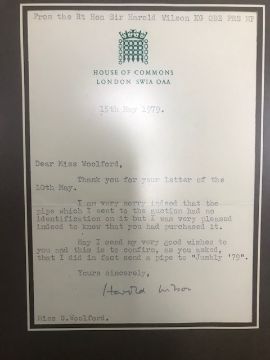 From the Rt Hon Sir Harold Wilson KG OBE FRS MP
HOUSE OF COMMONS
LONDON SW1A 0AA
15th May 1979.
Dear Miss Woolford,
Thank you for your letter of the
10th May.
I am very sorry indeed that the
pipe which I sent to the auction had no
identification on it but I was very pleased
indeed to know that you had purchased it.
May I send my very good wishes to
you and this is to confirm, as you asked,
that I did in fact send a pipe to "Jumbly '79".
Yours sincerely,
Harold Wilson
Miss D.Woolford.